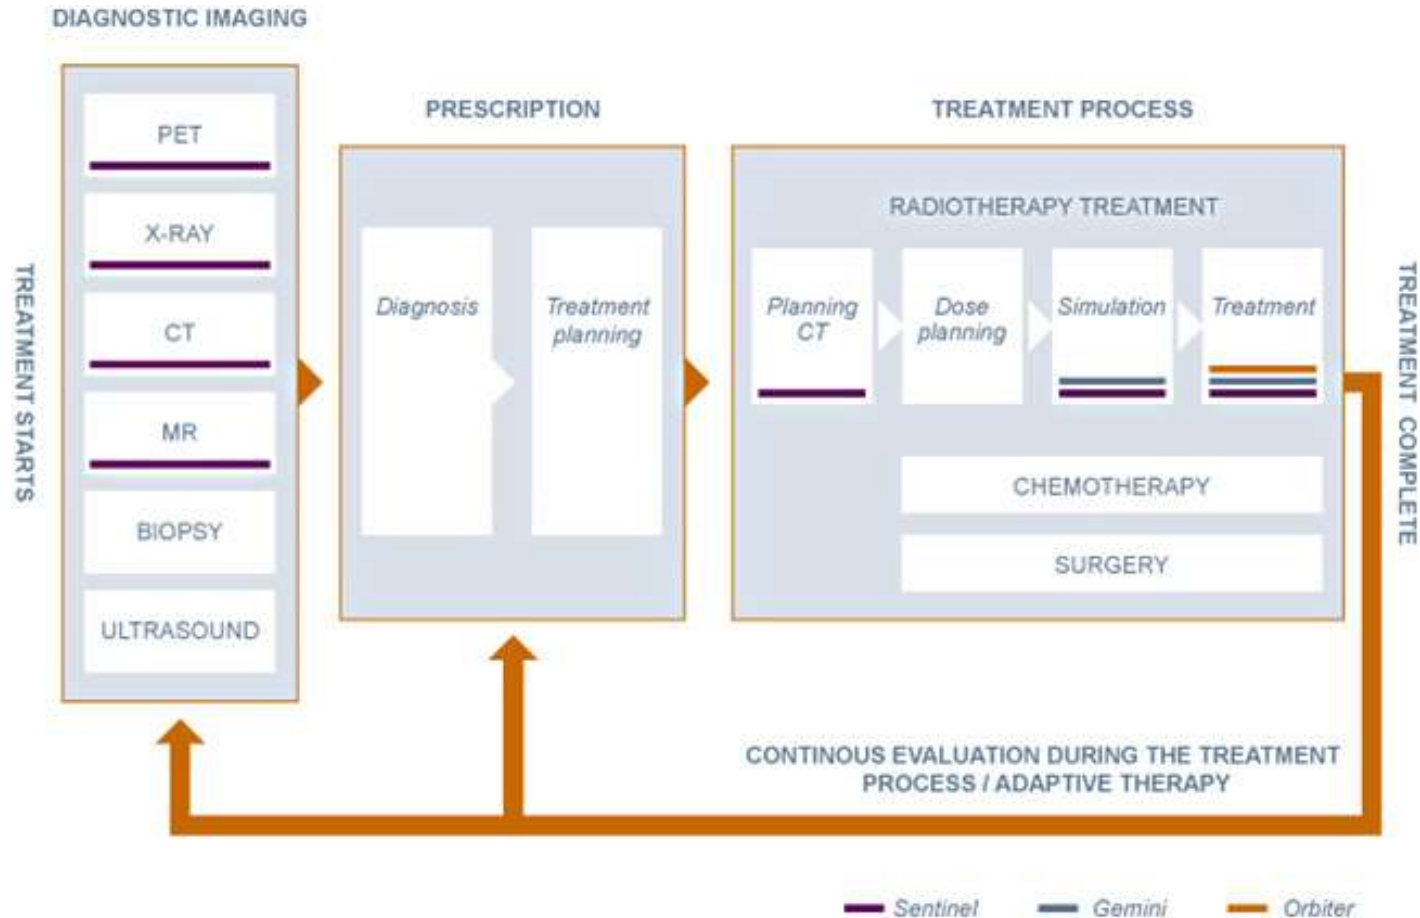 DIAGNOSTIC IMAGING
PET
X-RAY
CT
MR
BIOPSY
ULTRASOUND
TREATMENT STARTS
PRESCRIPTION
Diagnosis
Treatment
planning
TREATMENT PROCESS
RADIOTHERAPY TREATMENT
Planning
CT
Dose
planning
Simulation
Treatment
CHEMOTHERAPY
SURGERY
TREATMENT COMPLETE
CONTINOUS EVALUATION DURING THE TREATMENT
PROCESS / ADAPTIVE THERAPY
Sentinel
Gemini
Orbiter